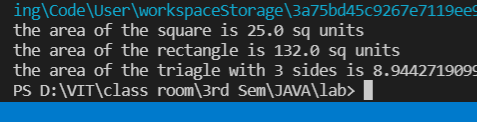 ing\Code\User\workspaceStorage\3a75bd45c9267e7119ee9
the area of the square is 25.0 sq units
the area of the rectangle is 132.0 sq units
the area of the triagle with 3 sides is 8.9442719099
PS D:\VIT\class room\3rd Sem\JAVA\lab>